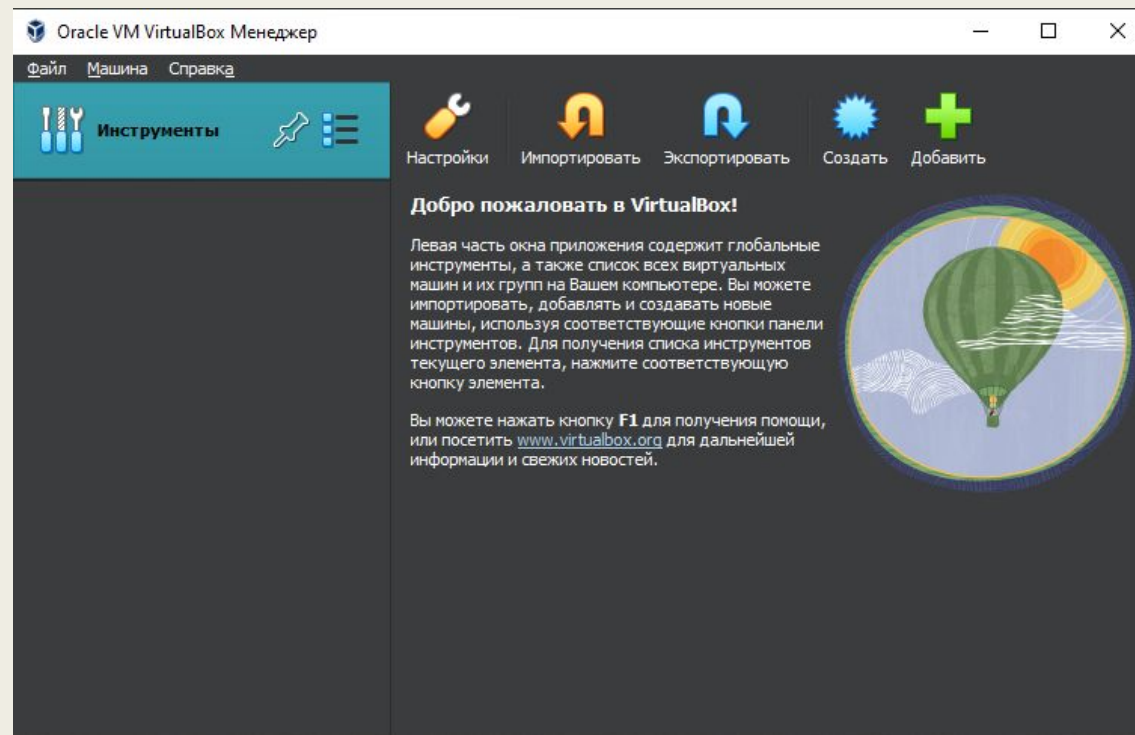 Oracle VM VirtualBox Менеджер
Файл Машина Справка
Инструменты
Настройки Импортировать Экспортировать Создать Добавить
Добро пожаловать в VirtualBox!
Левая часть окна приложения содержит глобальные
инструменты, а также список всех виртуальных
машин и их групп на Вашем компьютере. Вы можете
импортировать, добавлять и создавать новые
машины, используя соответствующие кнопки панели
инструментов. Для получения списка инструментов
текущего элемента, нажмите соответствующую
кнопку элемента.
Вы можете нажать кнопку F1 для получения помощи,
или посетить www.virtualbox.org для дальнейшей
информации и свежих новостей.